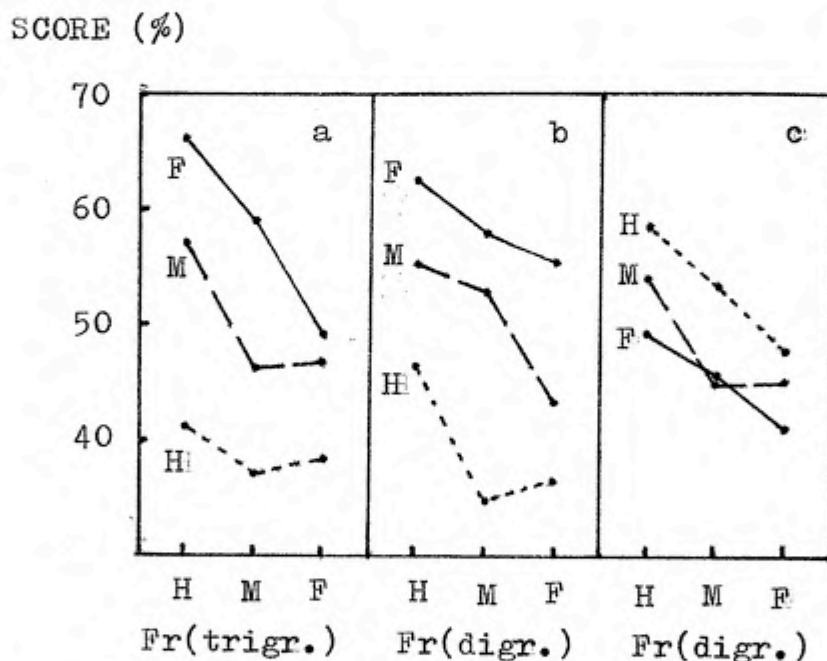 SCORE (%)
70
a b c
F F
60
H
M M
M
50
F
H
40
H
H M F H M F H M F
Fr(trigr.) Fr(digr.) Fr(digr.)